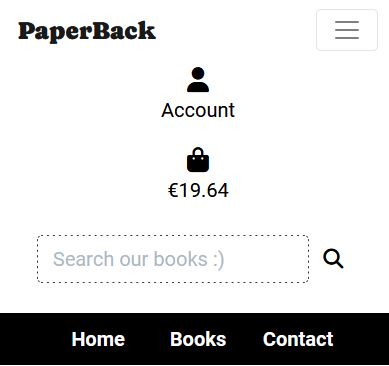 PaperBack
Account
€19.64
Search our books :)
Home Books Contact